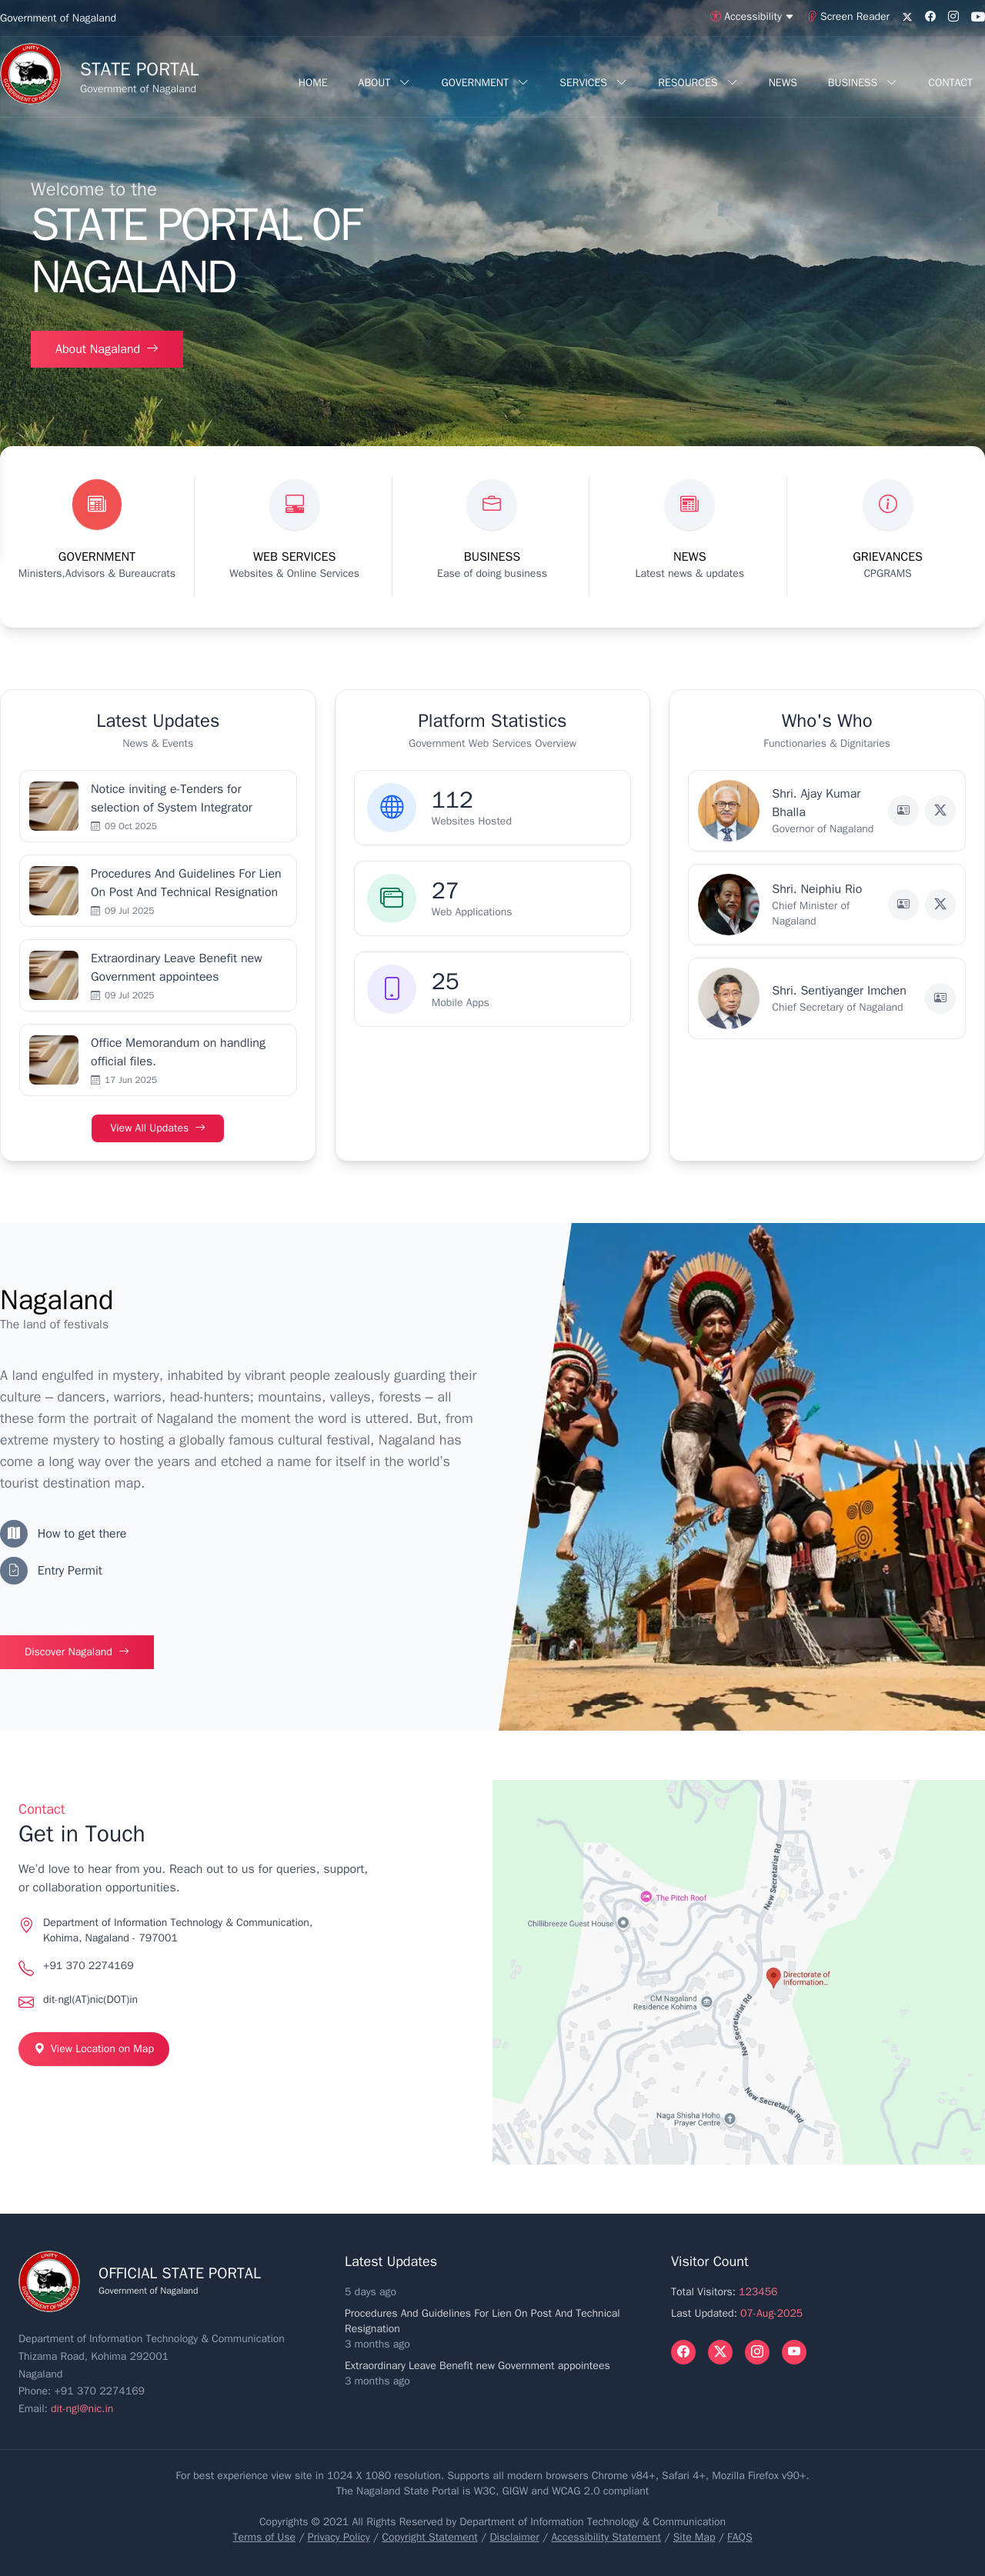 Government of Nagaland
Accessibility
Screen Reader
UNITY
GOVERNMENT OF NAGALAND
STATE PORTAL
Government of Nagaland
HOME
ABOUT
GOVERNMENT
SERVICES
RESOURCES
NEWS
BUSINESS
CONTACT
Welcome to the
STATE PORTAL OF
NAGALAND
About Nagaland
GOVERNMENT
Ministers,Advisors & Bureaucrats
WEB SERVICES
Websites & Online Services
BUSINESS
Ease of doing business
NEWS
Latest news & updates
GRIEVANCES
CPGRAMS
Latest Updates
News & Events
Notice inviting e-Tenders for
selection of System Integrator
09 Oct 2025
Procedures And Guidelines For Lien
On Post And Technical Resignation
09 Jul 2025
Extraordinary Leave Benefit new
Government appointees
09 Jul 2025
Office Memorandum on handling
official files.
17 Jun 2025
View All Updates
Platform Statistics
Government Web Services Overview
112
Websites Hosted
27
Web Applications
25
Mobile Apps
Who's Who
Functionaries & Dignitaries
Shri. Ajay Kumar
Bhalla
Governor of Nagaland
Shri. Neiphiu Rio
Chief Minister of
Nagaland
Shri. Sentiyanger Imchen
Chief Secretary of Nagaland
Nagaland
The land of festivals
A land engulfed in mystery, inhabited by vibrant people zealously guarding their
culture – dancers, warriors, head-hunters; mountains, valleys, forests – all
these form the portrait of Nagaland the moment the word is uttered. But, from
extreme mystery to hosting a globally famous cultural festival, Nagaland has
come a long way over the years and etched a name for itself in the world's
tourist destination map.
How to get there
Entry Permit
Discover Nagaland
Contact
Get in Touch
We'd love to hear from you. Reach out to us for queries, support,
or collaboration opportunities.
Department of Information Technology & Communication,
Kohima, Nagaland - 797001
+91 370 2274169
dit-ngl(AT)nic(DOT)in
View Location on Map
New Secretariat Rd
The Pitch Roof
Chillibreeze Guest House
Directorate of
Information...
CM Nagaland
Residence Kohima
New Secretariat Rd
New Secretariat Rd
Naga Shisha Hoho
Prayer Centre
UNITY
GOVERNMENT OF NAGALAND
OFFICIAL STATE PORTAL
Government of Nagaland
Department of Information Technology & Communication
Thizama Road, Kohima 292001
Nagaland
Phone: +91 370 2274169
Email: dit-ngl@nic.in
Latest Updates
5 days ago
Procedures And Guidelines For Lien On Post And Technical
Resignation
3 months ago
Extraordinary Leave Benefit new Government appointees
3 months ago
Visitor Count
Total Visitors: 123456
Last Updated: 07-Aug-2025
For best experience view site in 1024 X 1080 resolution. Supports all modern browsers Chrome v84+, Safari 4+, Mozilla Firefox v90+.
The Nagaland State Portal is W3C, GIGW and WCAG 2.0 compliant
Copyrights © 2021 All Rights Reserved by Department of Information Technology & Communication
Terms of Use / Privacy Policy / Copyright Statement / Disclaimer / Accessibility Statement / Site Map / FAQS